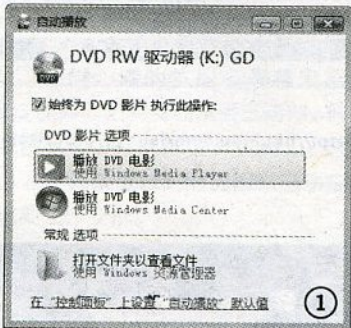 自动播放
DVD RW 驱动器 (K:) GD
DVD
始终为 DVD 影片 执行此操作:
DVD 影片 选项
播放 DVD 电影
使用 Windows Media Player
播放 DVD 电影
使用 Windows Media Center
常规 选项
打开文件夹以查看文件
使用 Windows 资源管理器
在 "控制面板" 上设置 "自动播放" 默认值
①